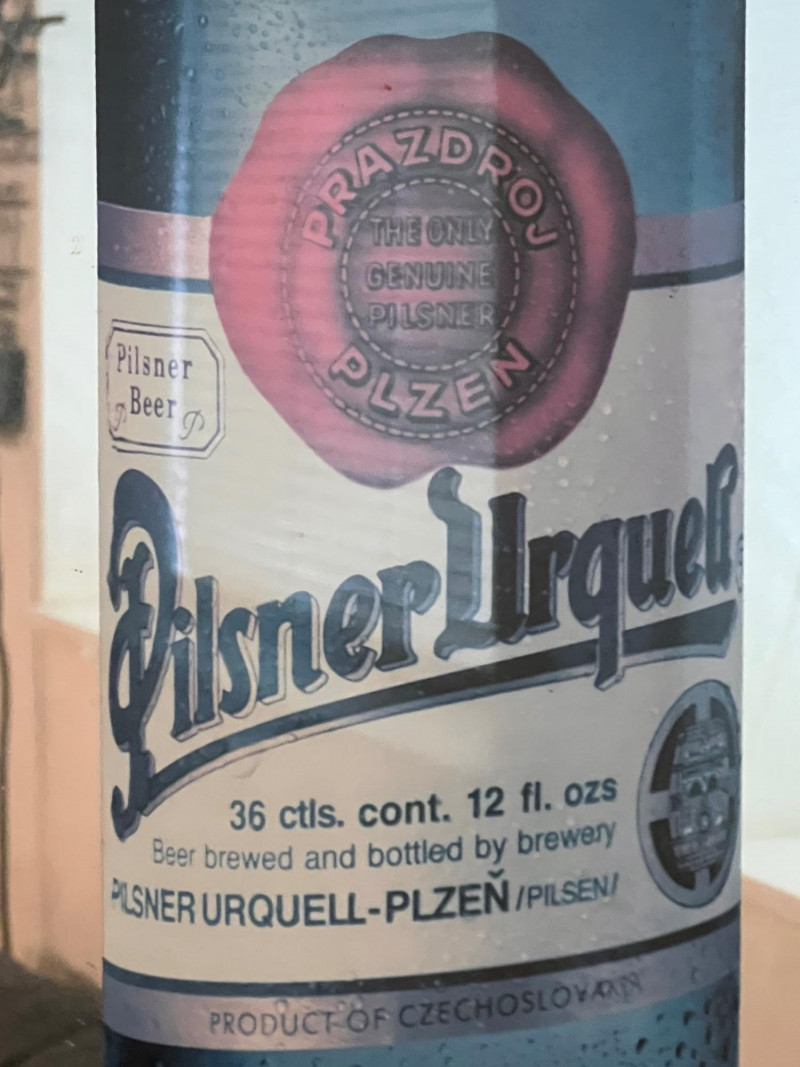 PRAZDROJ
THE ONLY
GENUINE
PILSNER
PLZEN
Pilsner
Beer
Pilsner Urquell
36 ctls. cont. 12 fl. ozs
Beer brewed and bottled by brewery
PILSNER URQUELL-PLZEŇ /PILSEN/
PRODUCT OF CZECHOSLOVAKIA